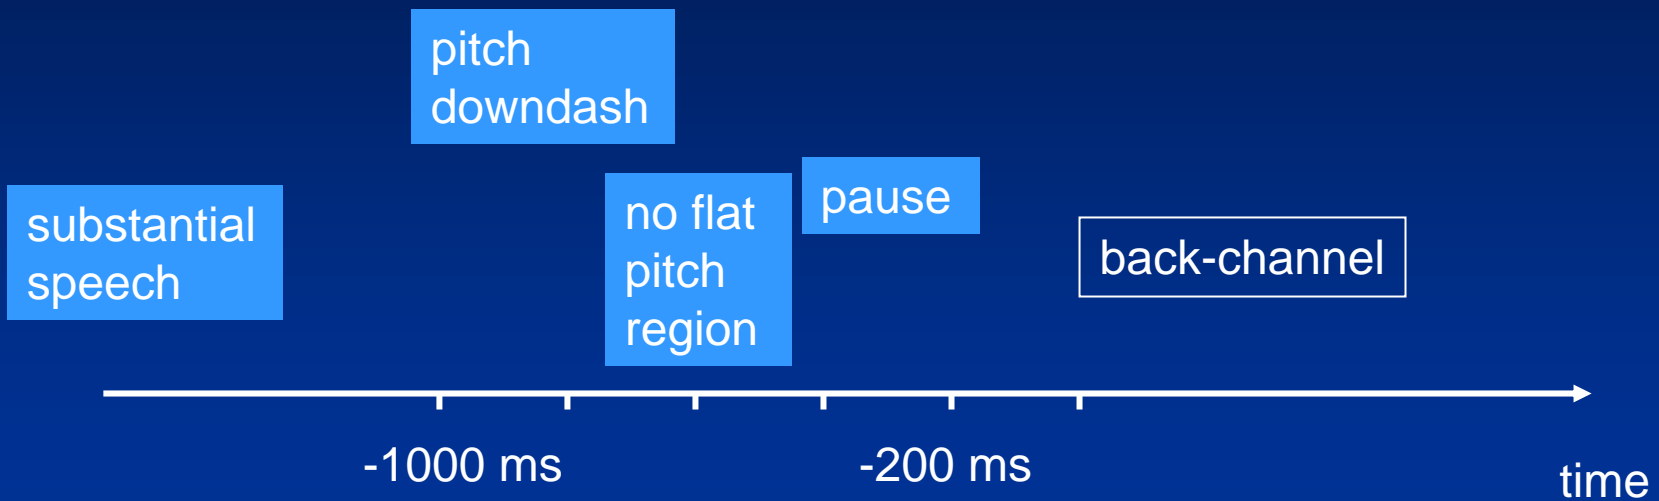 pitch
downdash
substantial
speech
no flat
pitch
region
pause
back-channel
-1000 ms
-200 ms
time